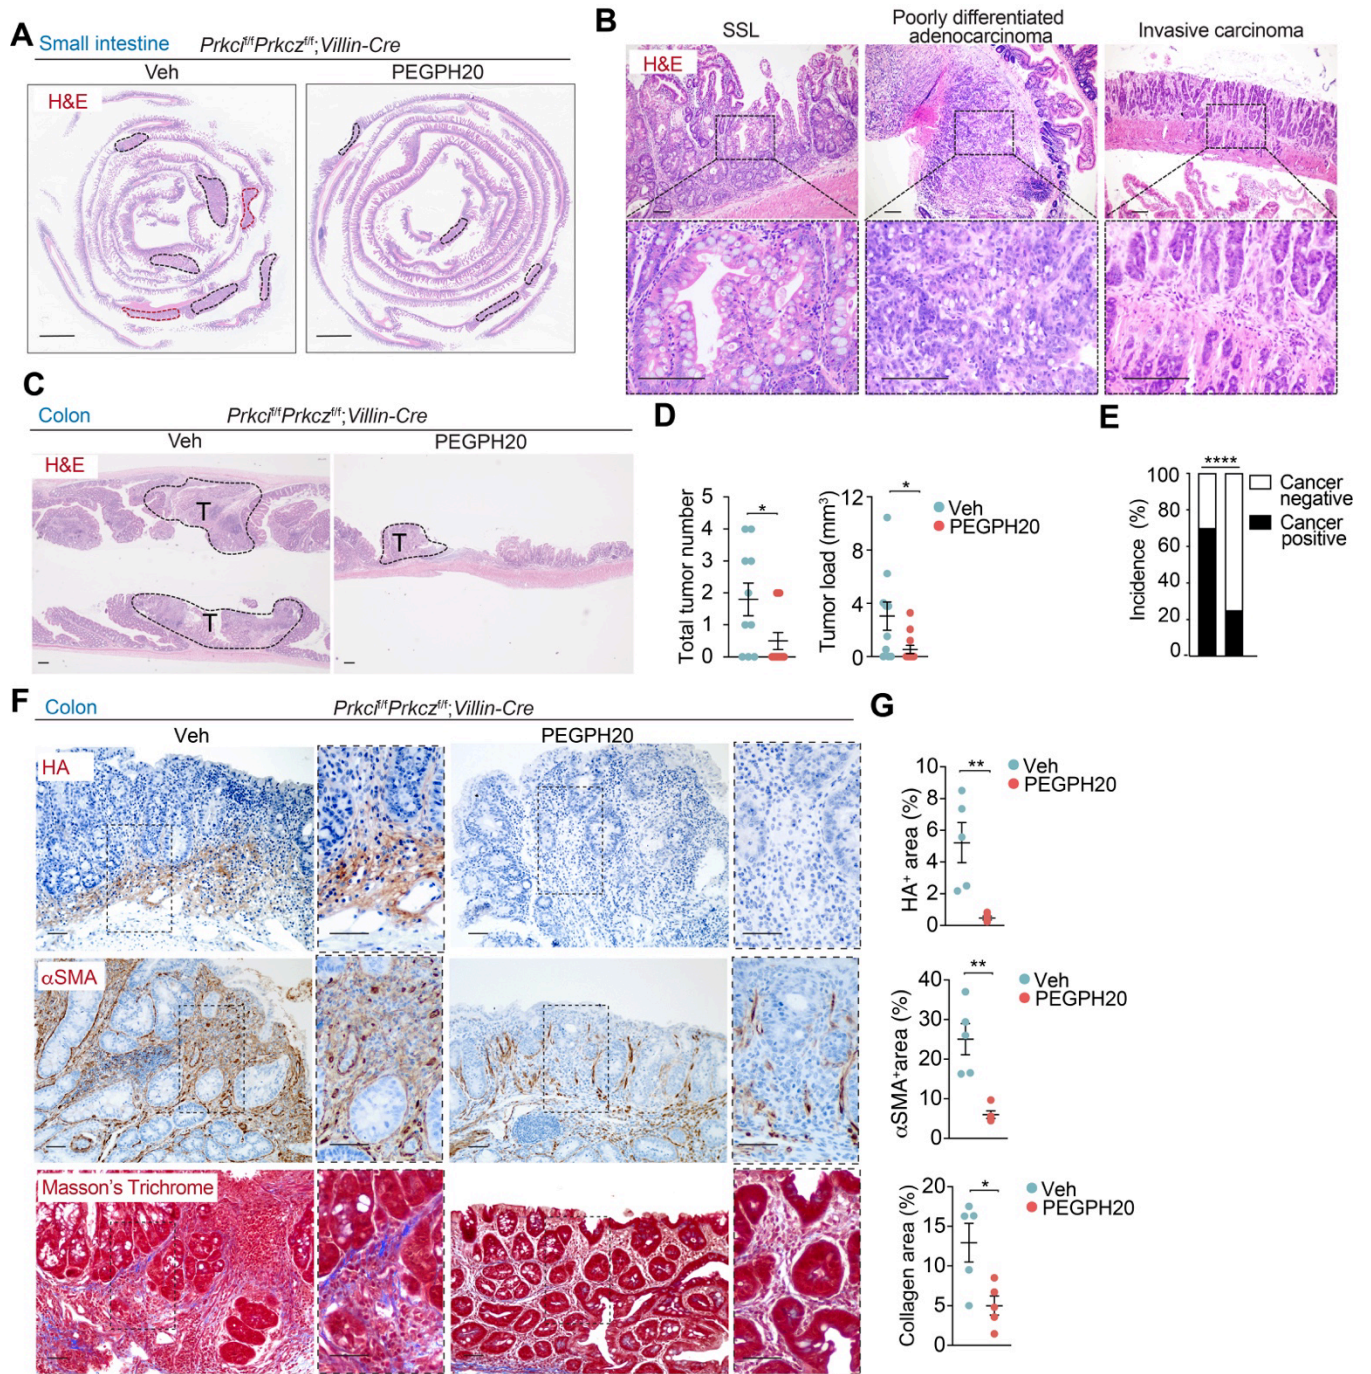 A
Small intestine
Prkci^f/f Prkcz^f/f; Villin-Cre
Veh
PEGPH20
H&E
B
SSL
Poorly differentiated
adenocarcinoma
Invasive carcinoma
H&E
C
Colon
Prkci^f/f Prkcz^f/f; Villin-Cre
Veh
PEGPH20
H&E
T
T
T
D
Total tumor number
5
4
3
2
1
0
*
Tumor load (mm³)
12
8
4
0
*
Veh
PEGPH20
E
****
Incidence (%)
100
80
60
40
20
0
Cancer
negative
Cancer
positive
F
Colon
Prkci^f/f Prkcz^f/f; Villin-Cre
Veh
PEGPH20
HA
αSMA
Masson's Trichrome
G
HA⁺ area (%)
10
8
6
4
2
0
**
Veh
PEGPH20
αSMA⁺area (%)
40
30
20
10
0
**
Veh
PEGPH20
Collagen area (%)
20
15
10
5
0
*
Veh
PEGPH20